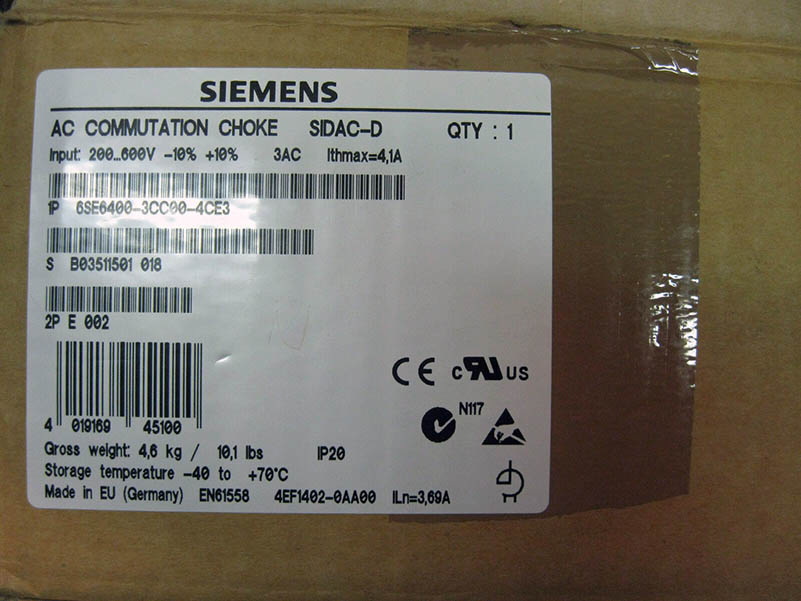 SIEMENS
AC COMMUTATION CHOKE SIDAC-D QTY : 1
Input: 200...600V -10% +10% 3AC Ithmax=4,1A
1P 6SE6400-3CC00-4CE3
S B03511501 018
2P E 002
4 019169 45100
CE c RU US
N117
Gross weight: 4,6 kg / 10,1 lbs IP20
Storage temperature -40 to +70°C
Made in EU (Germany) EN61558 4EF1402-0AA00 ILn=3,69A